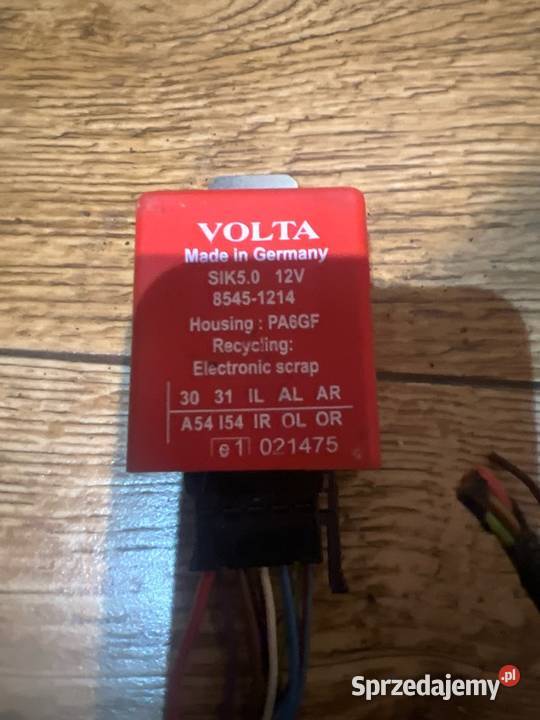 VOLTA
Made in Germany
SIK5.0 12V
8545-1214
Housing : PA6GF
Recycling:
Electronic scrap
30 31 IL AL AR
A54 I54 IR OL OR
e1 021475
Sprzedajemy.pl